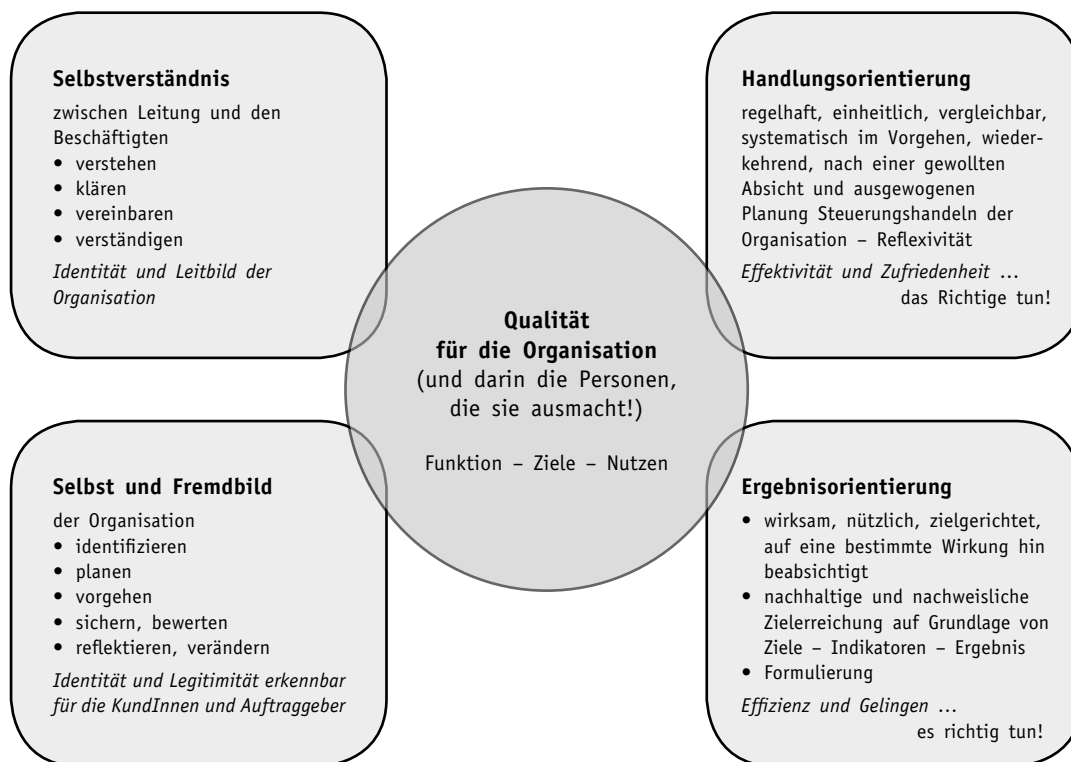 Selbstverständnis
zwischen Leitung und den
Beschäftigten
• verstehen
• klären
• vereinbaren
• verständigen
Identität und Leitbild der
Organisation
Handlungsorientierung
regelhaft, einheitlich, vergleichbar,
systematisch im Vorgehen, wieder-
kehrend, nach einer gewollten
Absicht und ausgewogenen
Planung Steuerungshandeln der
Organisation – Reflexivität
Effektivität und Zufriedenheit …
das Richtige tun!
Qualität
für die Organisation
(und darin die Personen,
die sie ausmacht!)
Funktion – Ziele – Nutzen
Selbst und Fremdbild
der Organisation
• identifizieren
• planen
• vorgehen
• sichern, bewerten
• reflektieren, verändern
Identität und Legitimität erkennbar
für die KundInnen und Auftraggeber
Ergebnisorientierung
• wirksam, nützlich, zielgerichtet,
auf eine bestimmte Wirkung hin
beabsichtigt
• nachhaltige und nachweisliche
Zielerreichung auf Grundlage von
Ziele – Indikatoren – Ergebnis
• Formulierung
Effizienz und Gelingen …
es richtig tun!